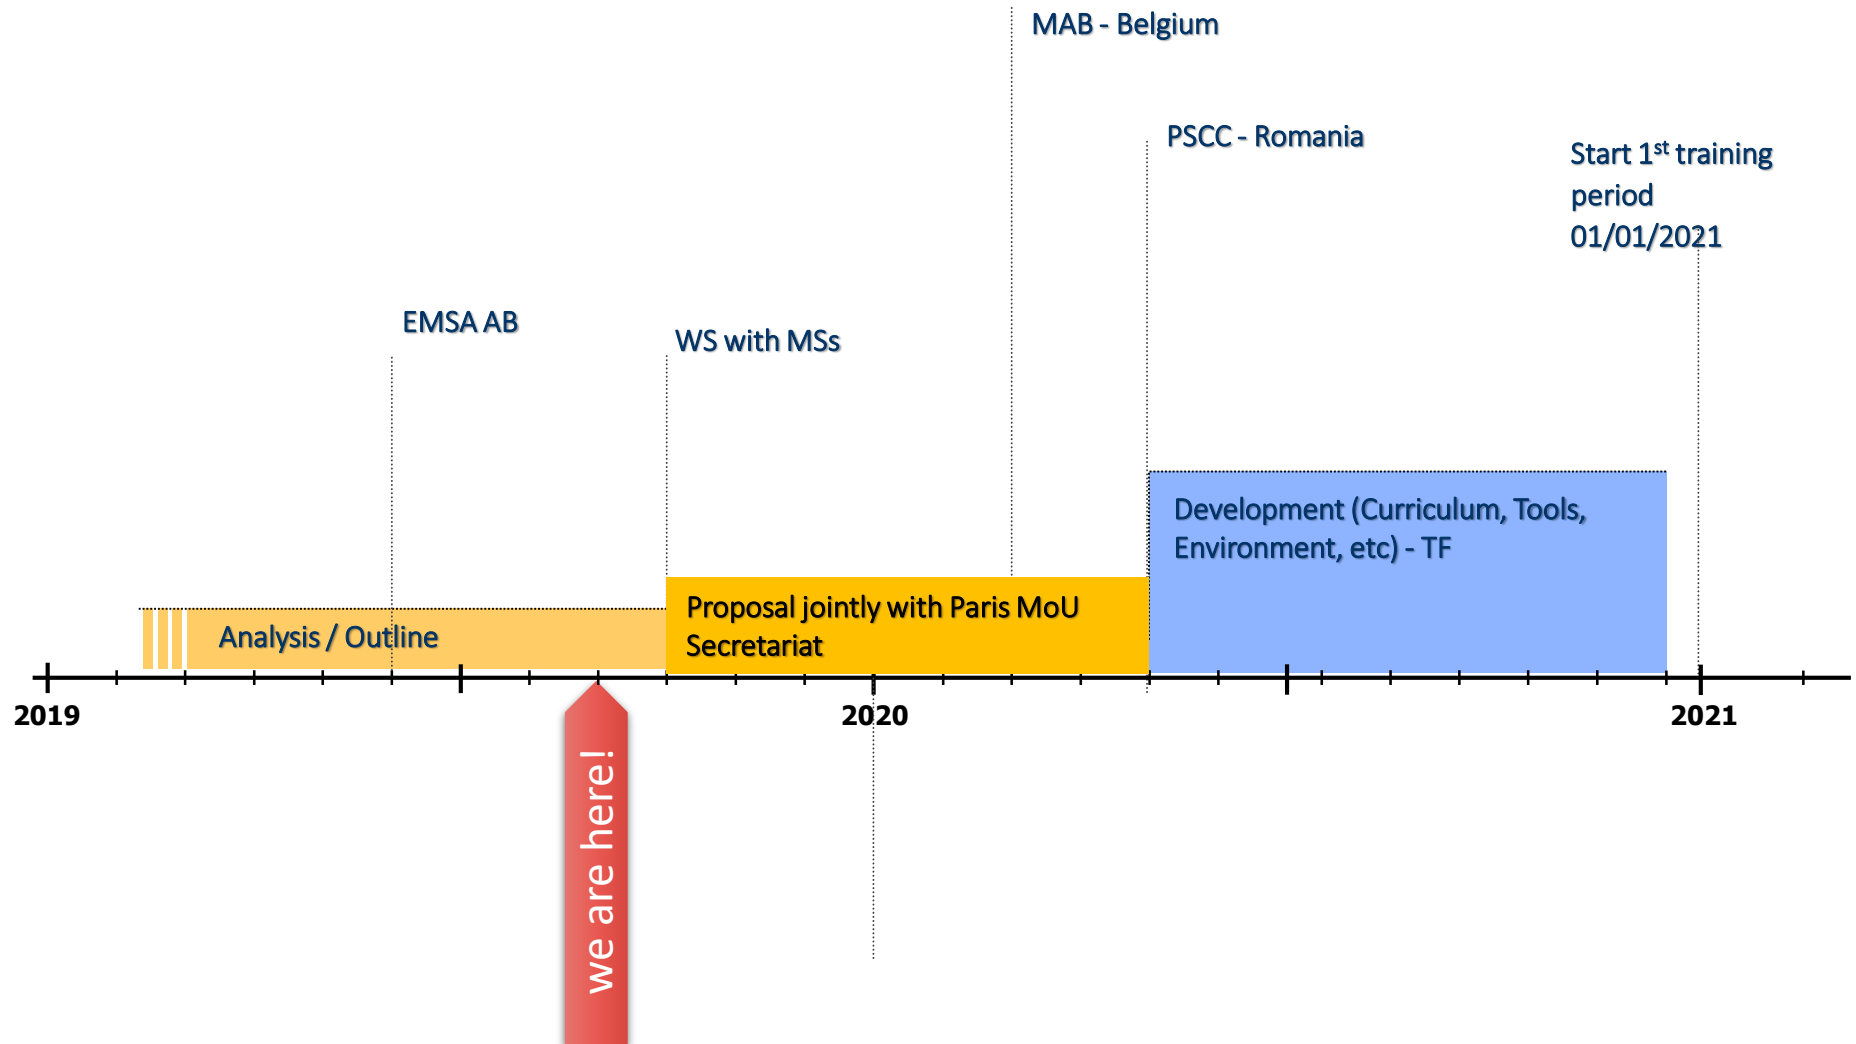 MAB - Belgium
PSCC - Romania
Start 1st training
period
01/01/2021
EMSA AB
WS with MSs
Development (Curriculum, Tools,
Environment, etc) - TF
Proposal jointly with Paris MoU
Secretariat
Analysis / Outline
2019
2020
2021
we are here!